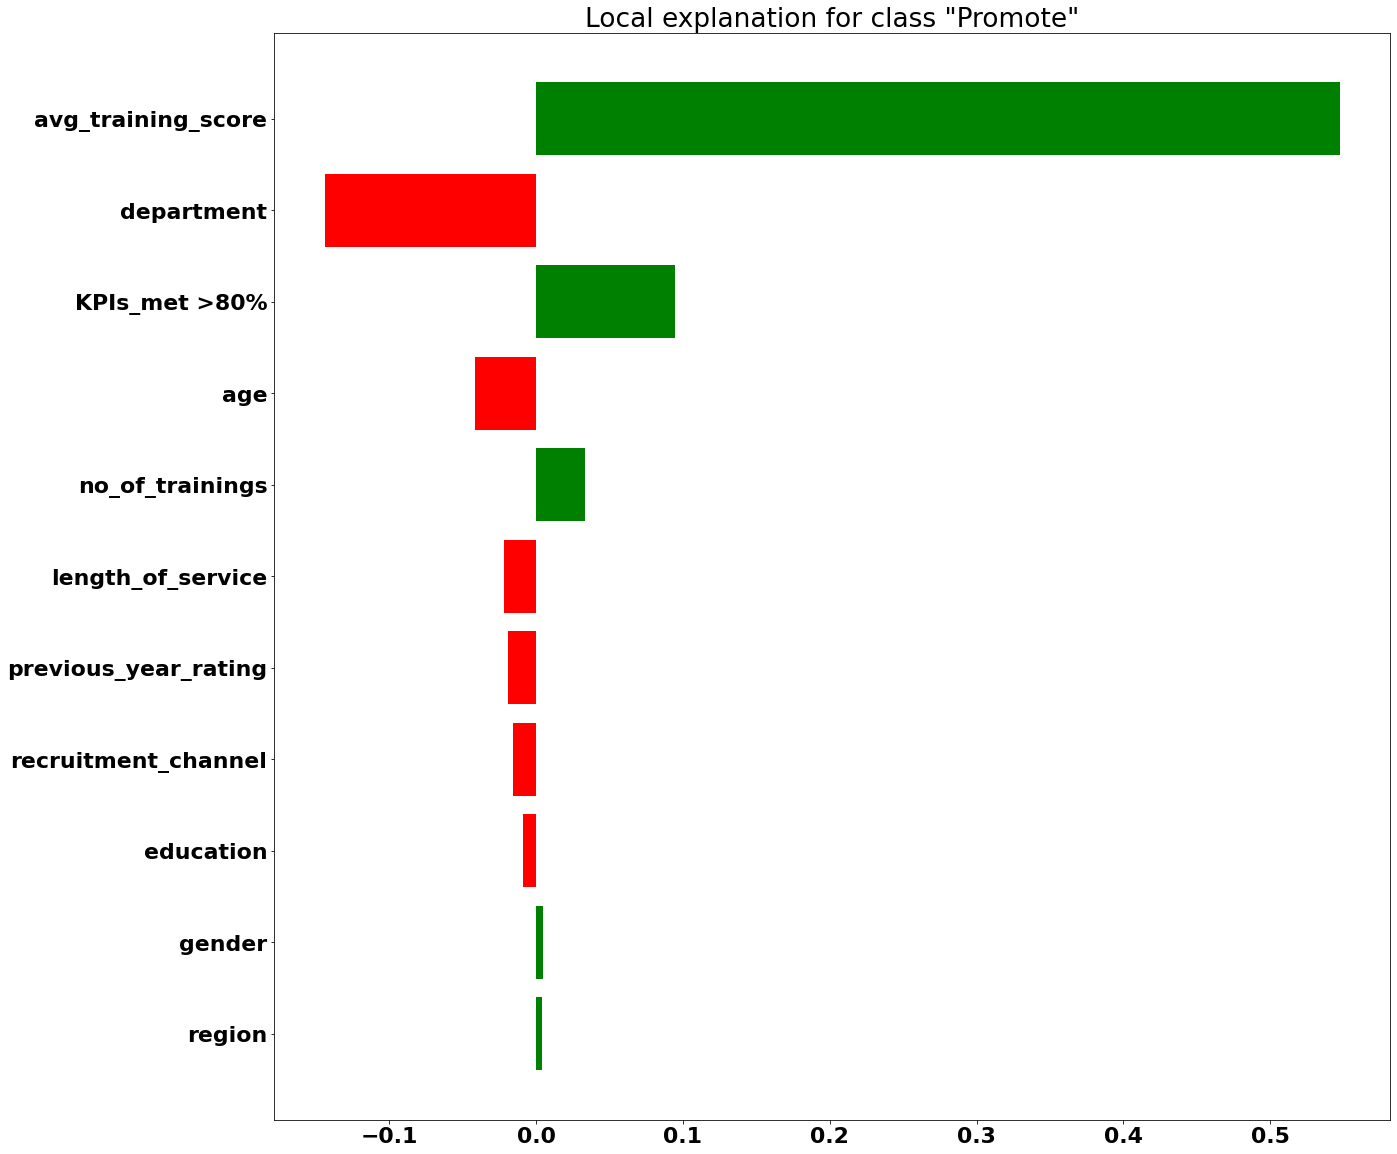 Local explanation for class "Promote"
avg_training_score
department
KPIs_met >80%
age
no_of_trainings
length_of_service
previous_year_rating
recruitment_channel
education
gender
region
−0.1 0.0 0.1 0.2 0.3 0.4 0.5